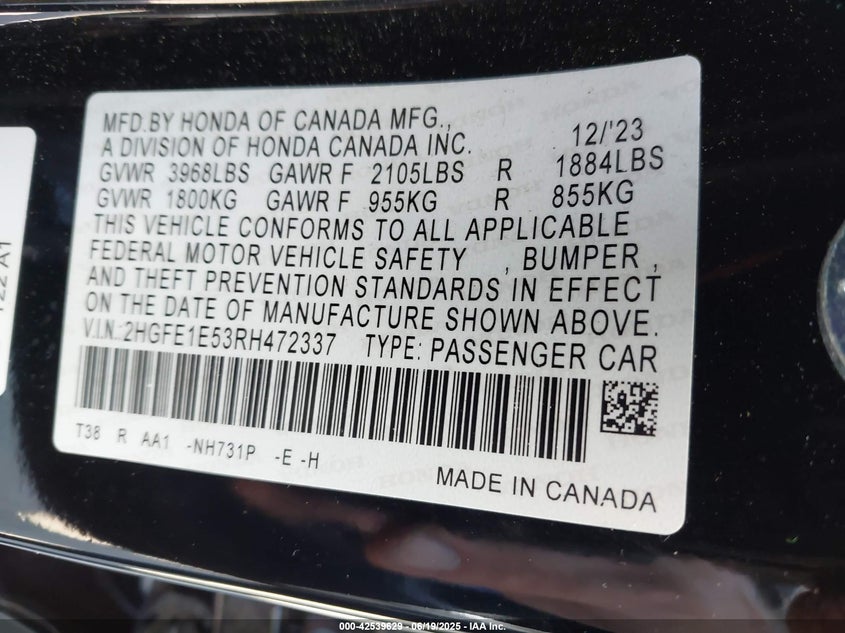 MFD.BY HONDA OF CANADA MFG.,
A DIVISION OF HONDA CANADA INC. 12/'23
GVWR 3968LBS GAWR F 2105LBS R 1884LBS
GVWR 1800KG GAWR F 955KG R 855KG
THIS VEHICLE CONFORMS TO ALL APPLICABLE
FEDERAL MOTOR VEHICLE SAFETY , BUMPER ,
AND THEFT PREVENTION STANDARDS IN EFFECT
ON THE DATE OF MANUFACTURE SHOWN ABOVE.
V.I.N.:2HGFE1E53RH472337 TYPE: PASSENGER CAR
T38 R AA1 -NH731P -E -H
MADE IN CANADA
A1
000-42539629 - 06/19/2025 - IAA Inc.